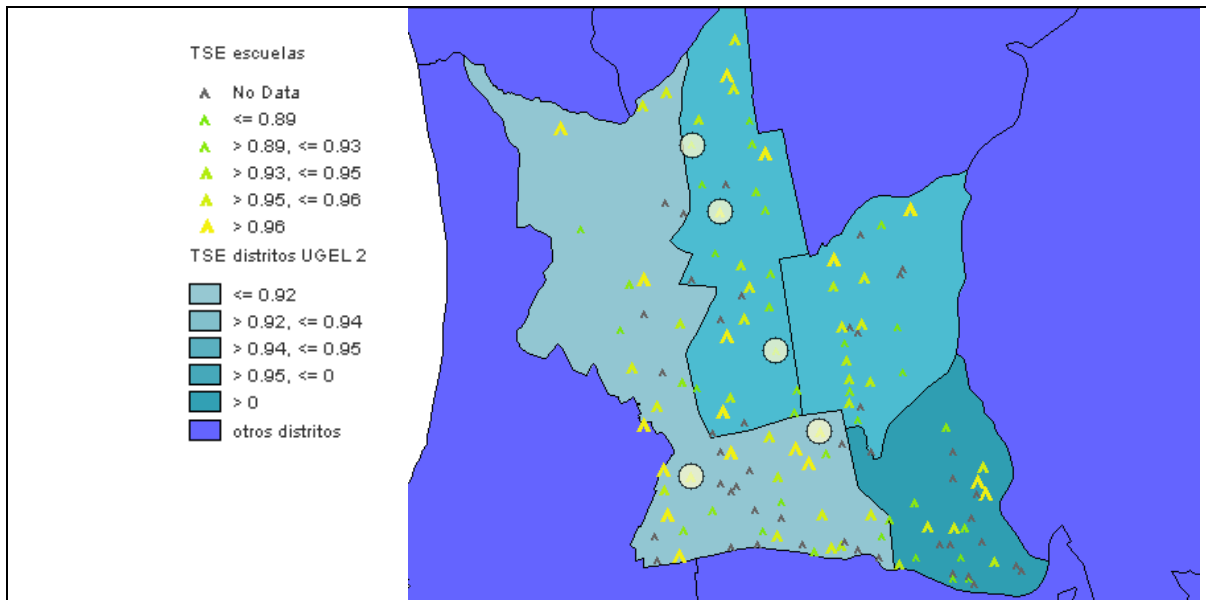 TSE escuelas
No Data
<= 0.89
> 0.89, <= 0.93
> 0.93, <= 0.95
> 0.95, <= 0.96
> 0.96
TSE distritos UGEL 2
<= 0.92
> 0.92, <= 0.94
> 0.94, <= 0.95
> 0.95, <= 0
> 0
otros distritos